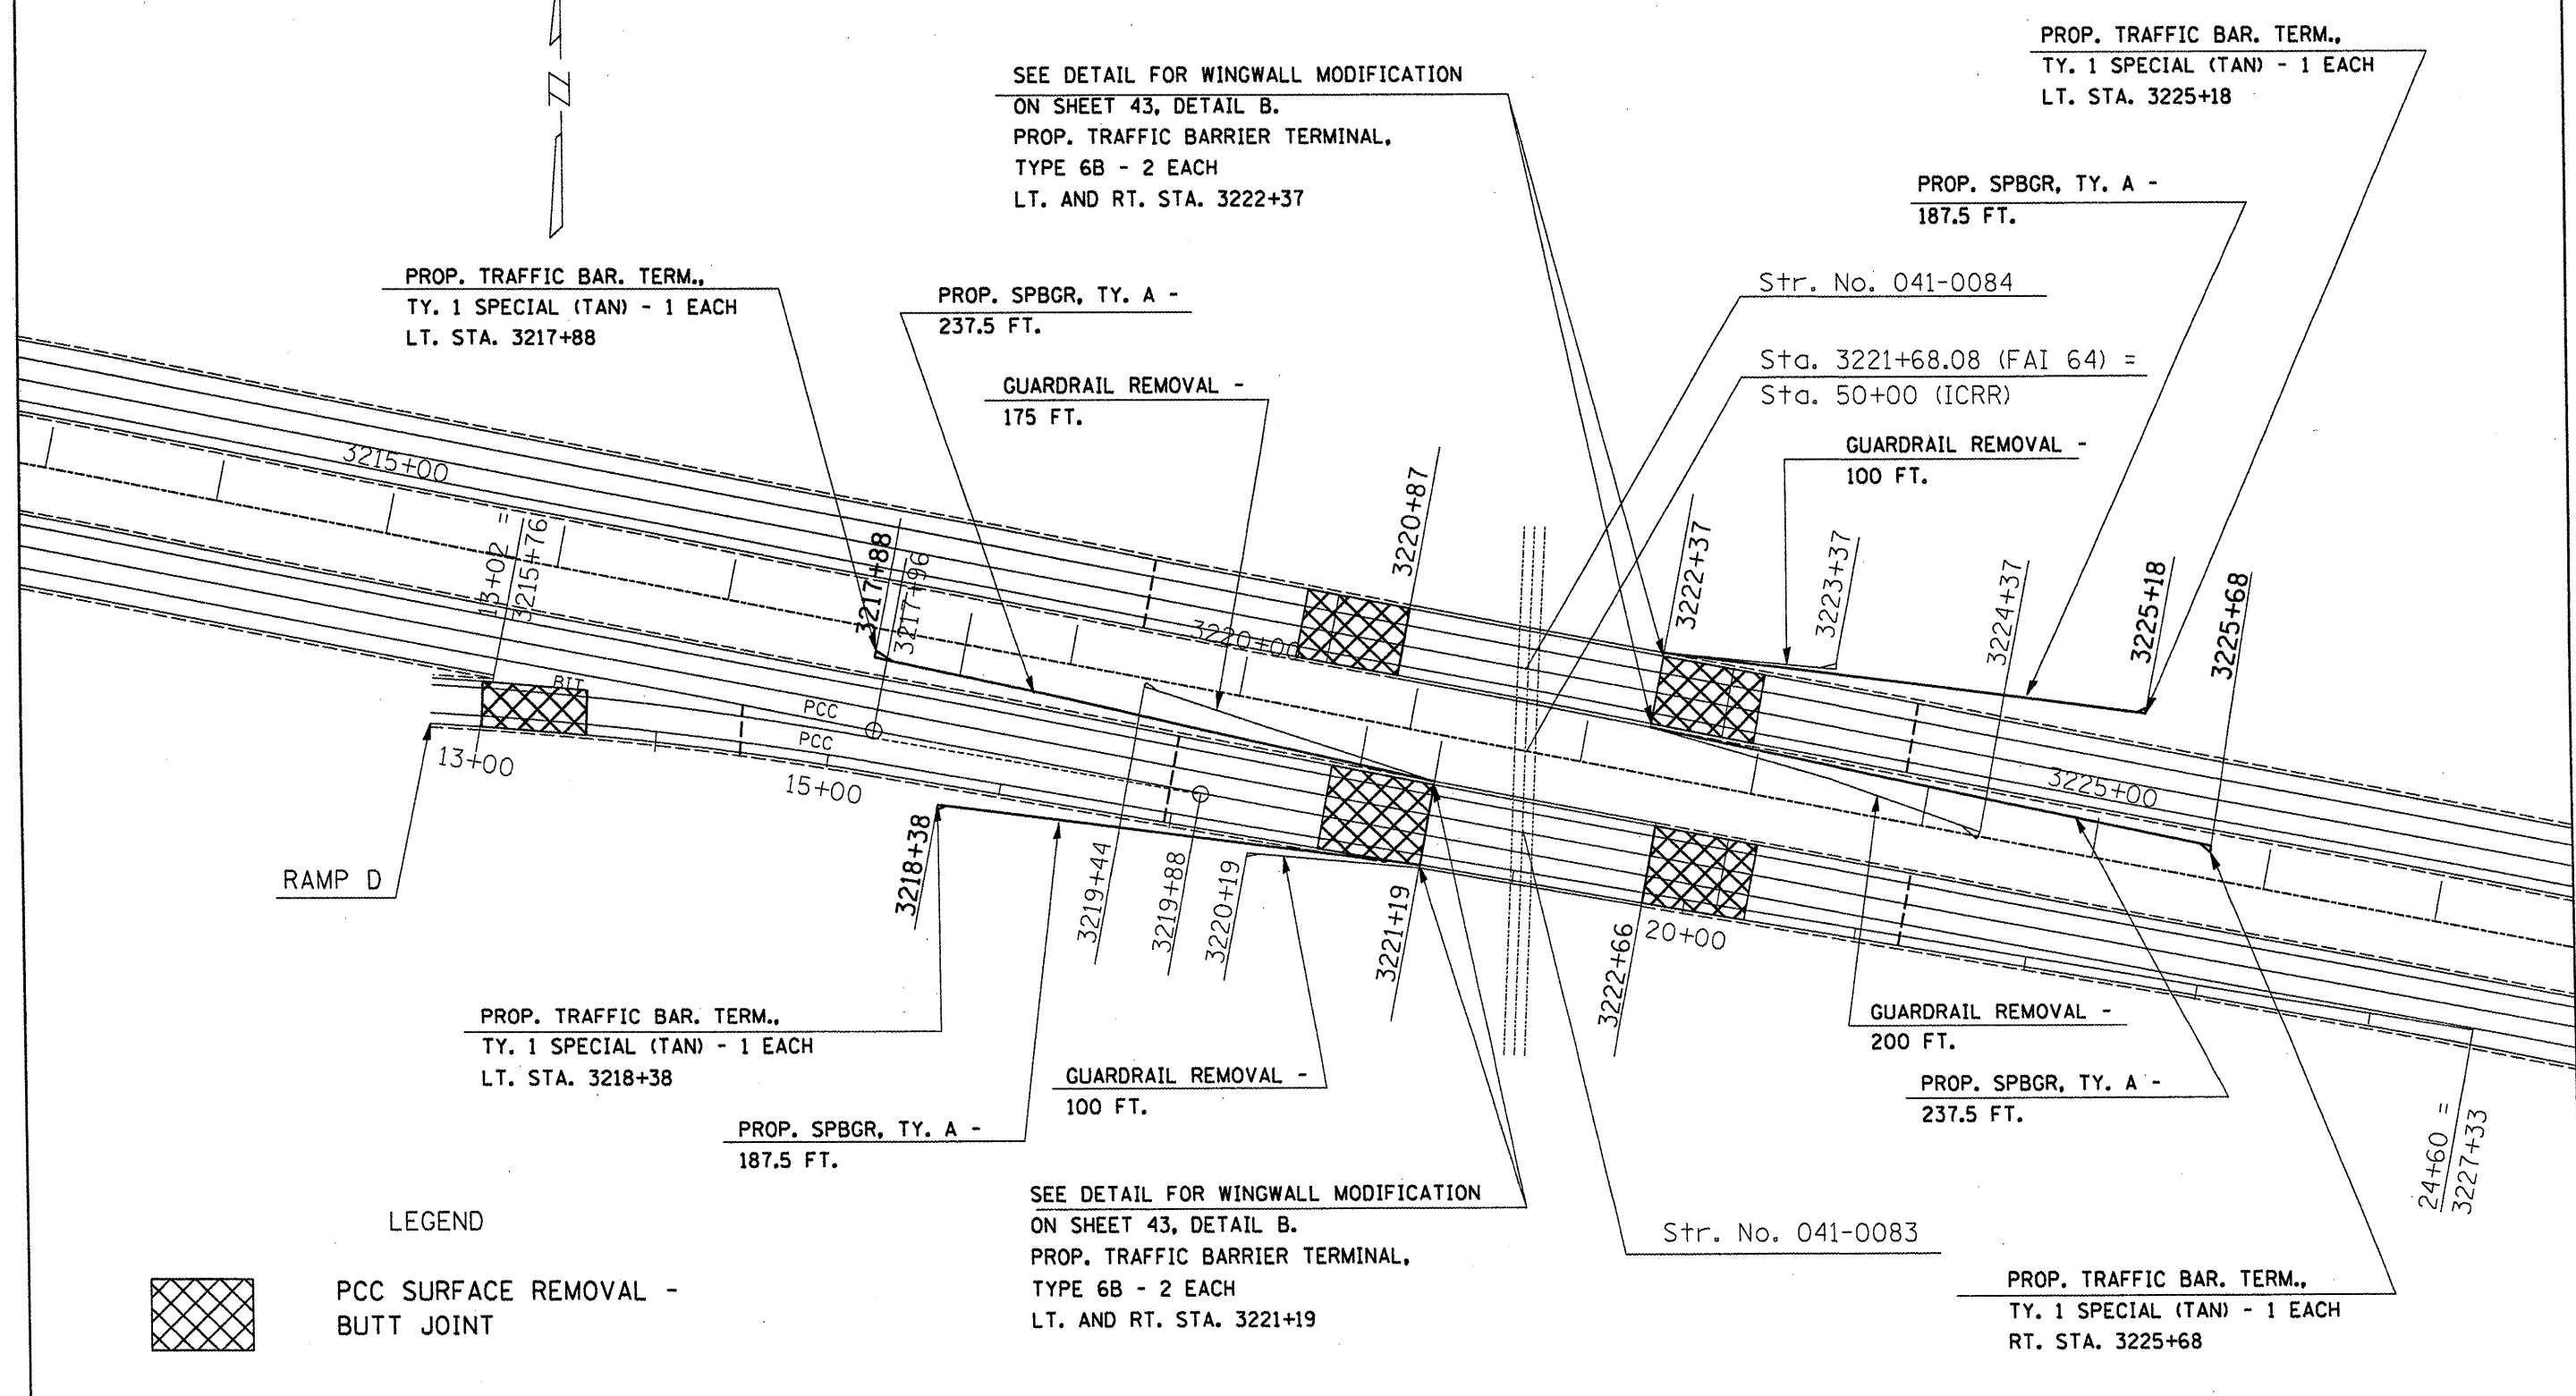 PROP. TRAFFIC BAR. TERM.,
TY. 1 SPECIAL (TAN) - 1 EACH
LT. STA. 3225+18
SEE DETAIL FOR WINGWALL MODIFICATION
ON SHEET 43, DETAIL B.
PROP. TRAFFIC BARRIER TERMINAL,
TYPE 6B - 2 EACH
LT. AND RT. STA. 3222+37
Z
PROP. SPBGR, TY. A -
187.5 FT.
PROP. TRAFFIC BAR. TERM.,
TY. 1 SPECIAL (TAN) - 1 EACH
LT. STA. 3217+88
PROP. SPBGR, TY. A -
237.5 FT.
GUARDRAIL REMOVAL -
175 FT.
Str. No. 041-0084
Sta. 3221+68.08 (FAI 64) =
Sta. 50+00 (ICRR)
GUARDRAIL REMOVAL -
100 FT.
3215+00
13+02 =
3215+76
3217+88
3217+96
3220+00
3220+87
3222+37
3223+37
3224+37
3225+18
3225+68
BIT
PCC
PCC
13+00
15+00
3225+00
RAMP D
3218+38
3219+44
3219+88
3220+19
3221+19
3222+66
20+00
PROP. TRAFFIC BAR. TERM.,
TY. 1 SPECIAL (TAN) - 1 EACH
LT. STA. 3218+38
GUARDRAIL REMOVAL -
100 FT.
GUARDRAIL REMOVAL -
200 FT.
PROP. SPBGR, TY. A -
237.5 FT.
PROP. SPBGR, TY. A -
187.5 FT.
24+60 =
3227+33
SEE DETAIL FOR WINGWALL MODIFICATION
ON SHEET 43, DETAIL B.
PROP. TRAFFIC BARRIER TERMINAL,
TYPE 6B - 2 EACH
LT. AND RT. STA. 3221+19
Str. No. 041-0083
PROP. TRAFFIC BAR. TERM.,
TY. 1 SPECIAL (TAN) - 1 EACH
RT. STA. 3225+68
LEGEND
PCC SURFACE REMOVAL -
BUTT JOINT